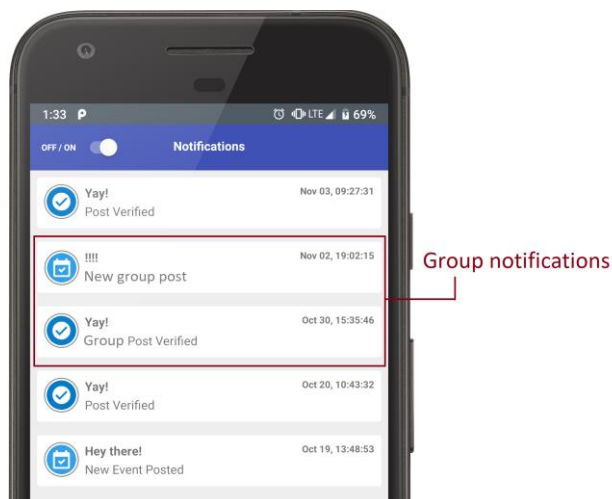 1:33 LTE 69%
OFF / ON Notifications
Yay! Nov 03, 09:27:31
Post Verified
!!!! Nov 02, 19:02:15
New group post
Group notifications
Yay! Oct 30, 15:35:46
Group Post Verified
Yay! Oct 20, 10:43:32
Post Verified
Hey there! Oct 19, 13:48:53
New Event Posted